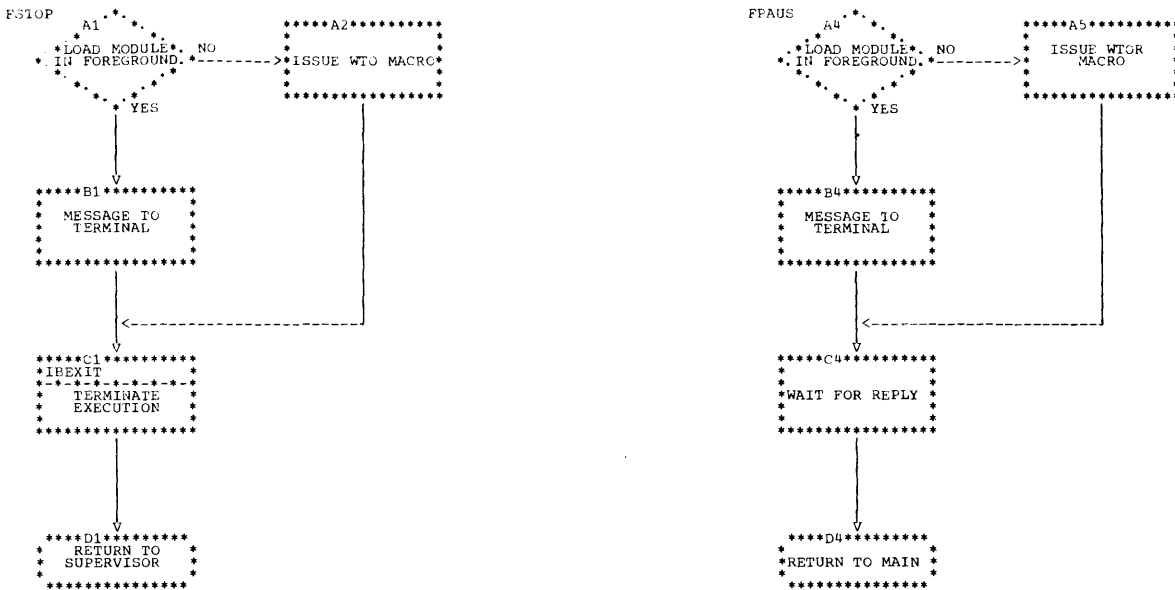 FSTOP
A1
LOAD MODULE
IN FOREGROUND
NO
YES
A2
ISSUE WTO MACRO
B1
MESSAGE TO
TERMINAL
C1
IBEXIT
TERMINATE
EXECUTION
D1
RETURN TO
SUPERVISOR
FPAUS
A4
LOAD MODULE
IN FOREGROUND
NO
YES
A5
ISSUE WTOR
MACRO
B4
MESSAGE TO
TERMINAL
C4
WAIT FOR REPLY
D4
RETURN TO MAIN